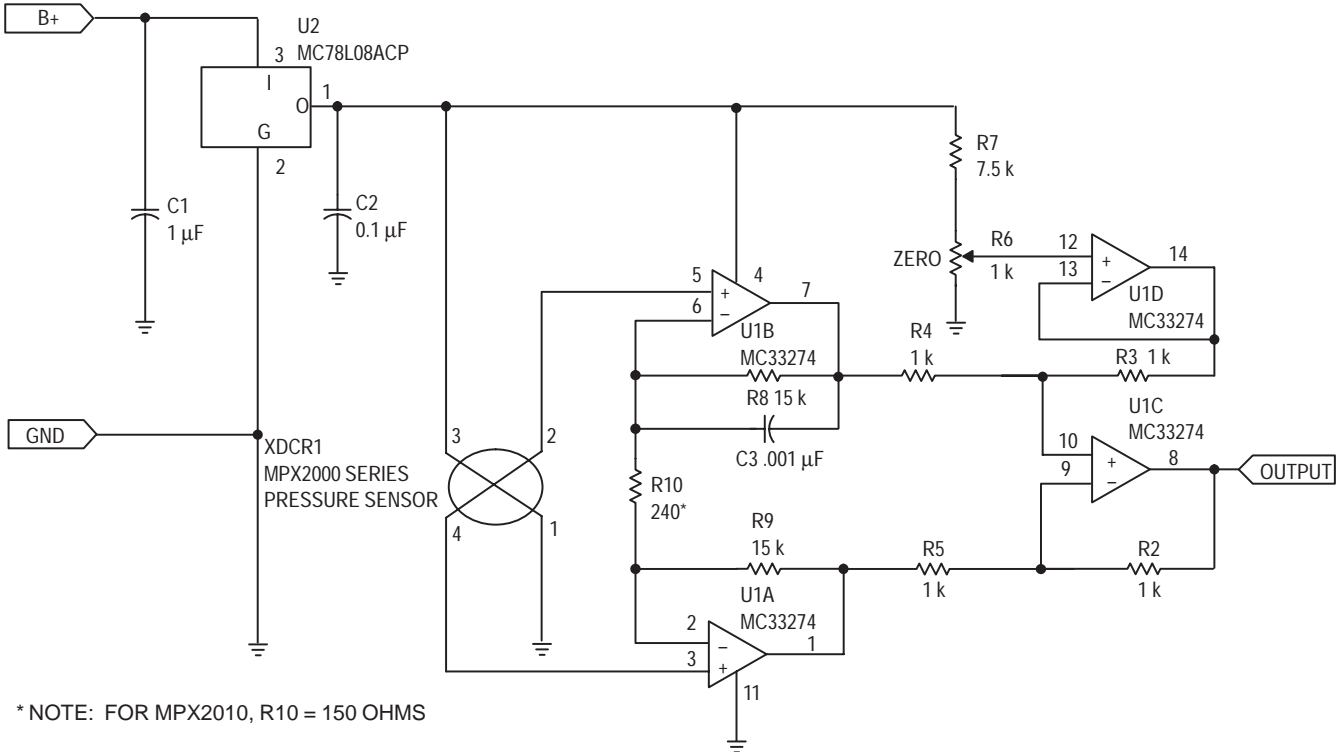 B+
U2
MC78L08ACP
3
I
O
1
G
2
C1
1 μF
C2
0.1 μF
R7
7.5 k
ZERO
R6
1 k
12
13
+
−
14
U1D
MC33274
5
6
+
−
4
7
U1B
MC33274
R8 15 k
C3 .001 μF
R4
1 k
R3 1 k
U1C
MC33274
10
9
+
−
8
OUTPUT
GND
XDCR1
MPX2000 SERIES
PRESSURE SENSOR
3
2
4
1
R10
240*
R9
15 k
R5
1 k
R2
1 k
U1A
MC33274
2
3
−
+
1
11
* NOTE: FOR MPX2010, R10 = 150 OHMS